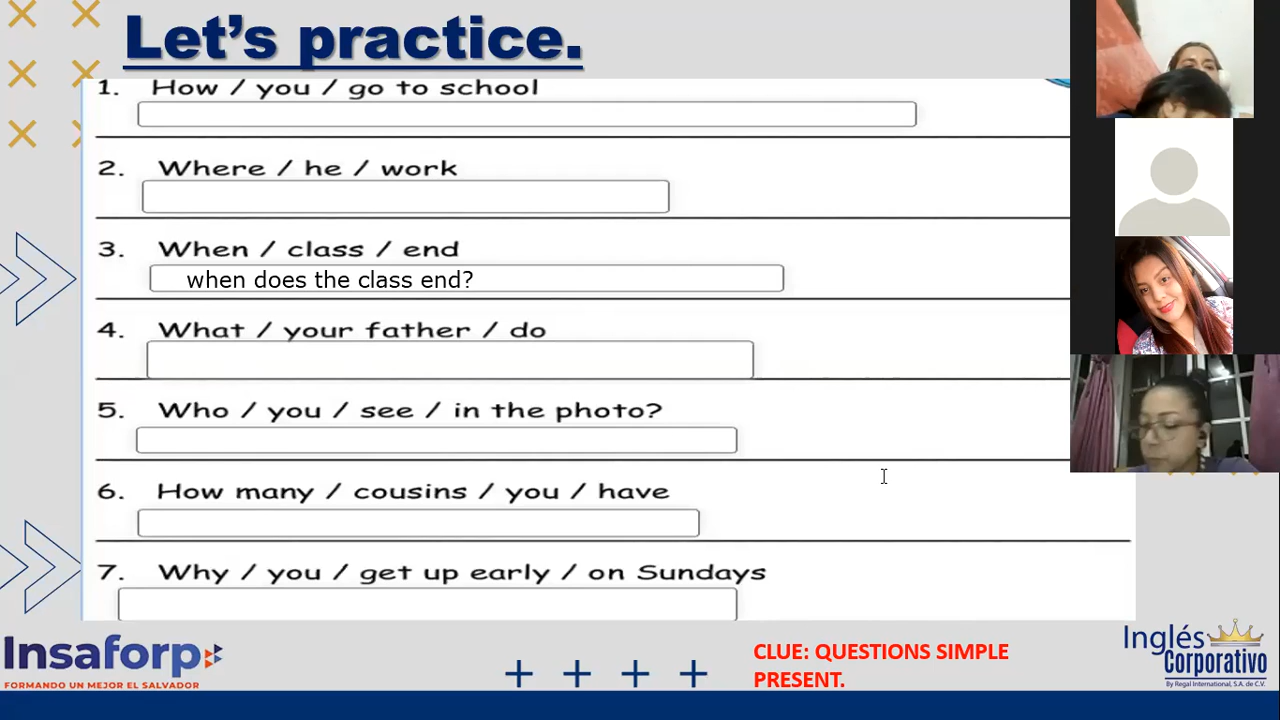 Let's practice.
1. How / you / go to school
2. Where / he / work
3. When / class / end
when does the class end?
4. What / your father / do
5. Who / you / see / in the photo?
6. How many / cousins / you / have
7. Why / you / get up early / on Sundays
Insaforp
FORMANDO UN MEJOR EL SALVADOR
CLUE: QUESTIONS SIMPLE
PRESENT.
Inglés
Corporativo
By Regal International, S.A. de C.V.